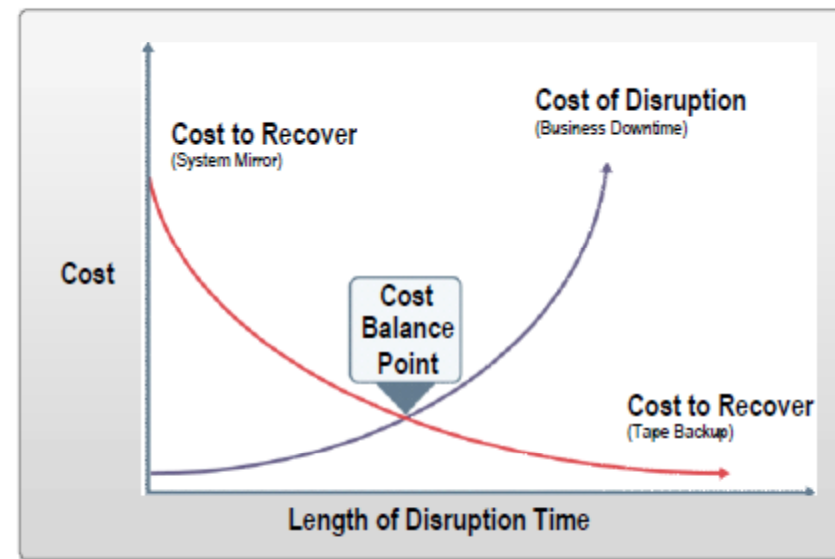 Cost of Disruption
(Business Downtime)
Cost to Recover
(System Mirror)
Cost
Cost
Balance
Point
Cost to Recover
(Tape Backup)
Length of Disruption Time